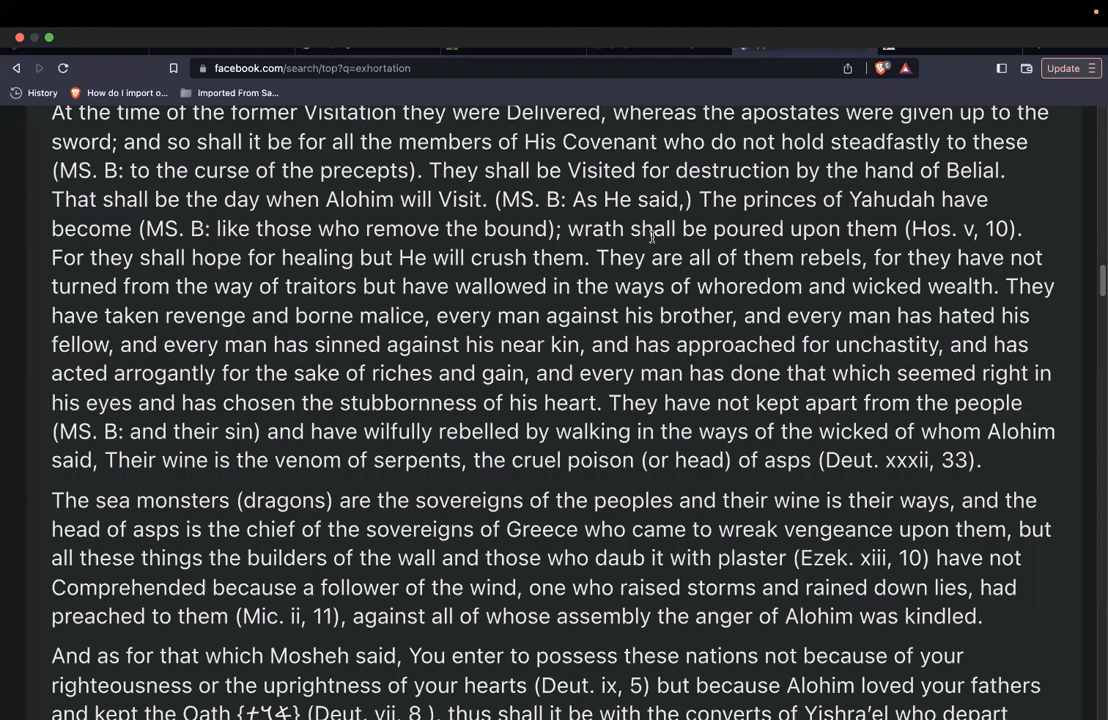 facebook.com/search/top?q=exhortation
Update
History
How do I import o...
Imported From Sa...
At the time of the former Visitation they were Delivered, whereas the apostates were given up to the
sword; and so shall it be for all the members of His Covenant who do not hold steadfastly to these
(MS. B: to the curse of the precepts). They shall be Visited for destruction by the hand of Belial.
That shall be the day when Alohim will Visit. (MS. B: As He said,) The princes of Yahudah have
become (MS. B: like those who remove the bound); wrath shall be poured upon them (Hos. v, 10).
For they shall hope for healing but He will crush them. They are all of them rebels, for they have not
turned from the way of traitors but have wallowed in the ways of whoredom and wicked wealth. They
have taken revenge and borne malice, every man against his brother, and every man has hated his
fellow, and every man has sinned against his near kin, and has approached for unchastity, and has
acted arrogantly for the sake of riches and gain, and every man has done that which seemed right in
his eyes and has chosen the stubbornness of his heart. They have not kept apart from the people
(MS. B: and their sin) and have wilfully rebelled by walking in the ways of the wicked of whom Alohim
said, Their wine is the venom of serpents, the cruel poison (or head) of asps (Deut. xxxii, 33).
The sea monsters (dragons) are the sovereigns of the peoples and their wine is their ways, and the
head of asps is the chief of the sovereigns of Greece who came to wreak vengeance upon them, but
all these things the builders of the wall and those who daub it with plaster (Ezek. xiii, 10) have not
Comprehended because a follower of the wind, one who raised storms and rained down lies, had
preached to them (Mic. ii, 11), against all of whose assembly the anger of Alohim was kindled.
And as for that which Mosheh said, You enter to possess these nations not because of your
righteousness or the uprightness of your hearts (Deut. ix, 5) but because Alohim loved your fathers
and kept the Oath (Deut. vii, 8 ), thus shall it be with the converts of Yishra'el who depart